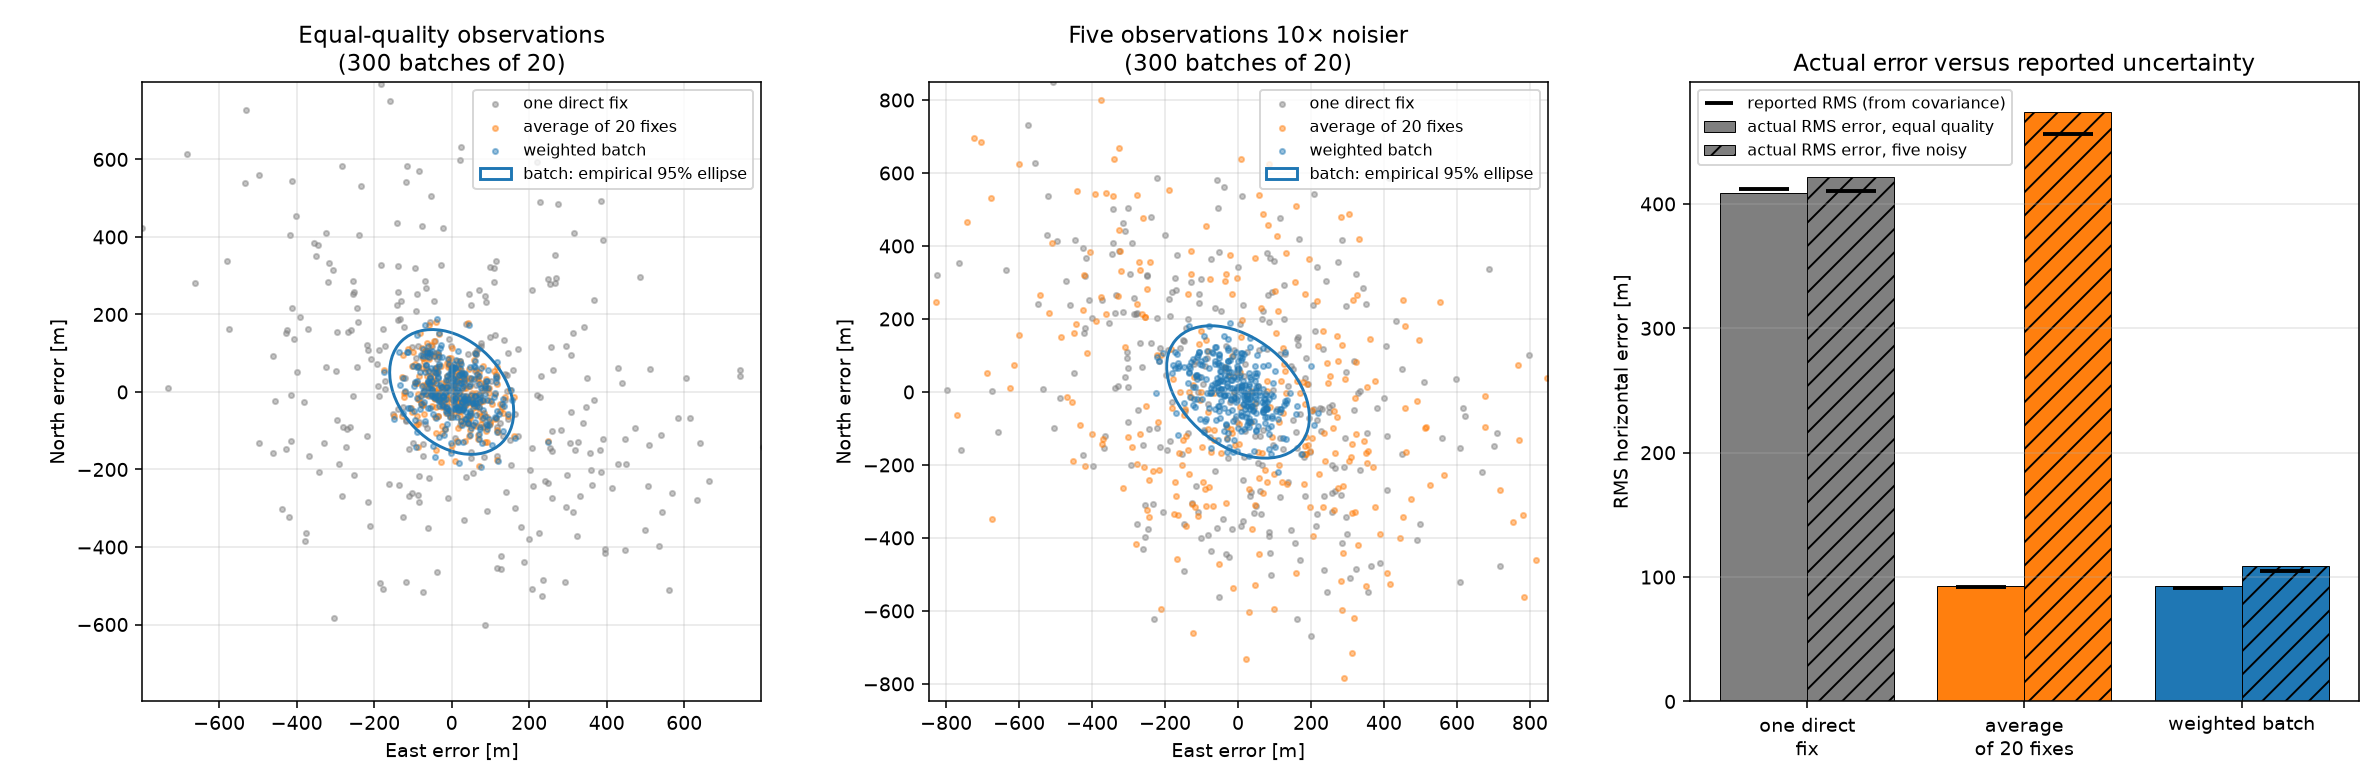 Equal-quality observations
(300 batches of 20)
one direct fix
average of 20 fixes
weighted batch
batch: empirical 95% ellipse
600
400
200
0
−200
−400
−600
North error [m]
−600
−400
−200
0
200
400
600
East error [m]
Five observations 10× noisier
(300 batches of 20)
one direct fix
average of 20 fixes
weighted batch
batch: empirical 95% ellipse
800
600
400
200
0
−200
−400
−600
−800
North error [m]
−800
−600
−400
−200
0
200
400
600
800
East error [m]
Actual error versus reported uncertainty
reported RMS (from covariance)
actual RMS error, equal quality
actual RMS error, five noisy
400
300
200
100
0
RMS horizontal error [m]
one direct
fix
average
of 20 fixes
weighted batch